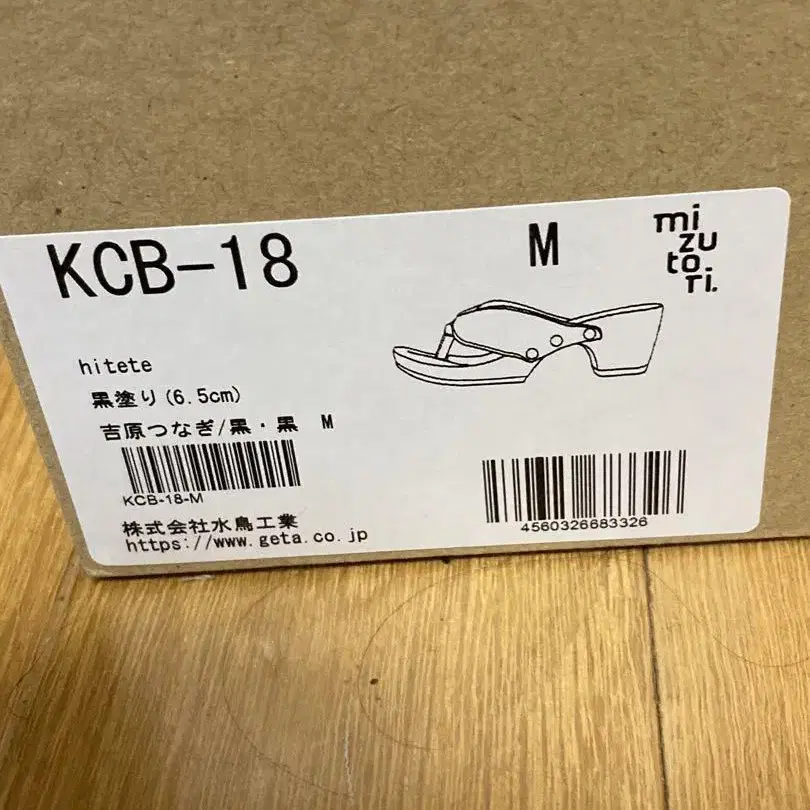 KCB-18
M
mi
zu
to
ri.
hitete
黒塗り(6.5cm)
吉原つなぎ/黒・黒 M
KCB-18-M
株式会社水鳥工業
https://www.geta.co.jp
4560326683326